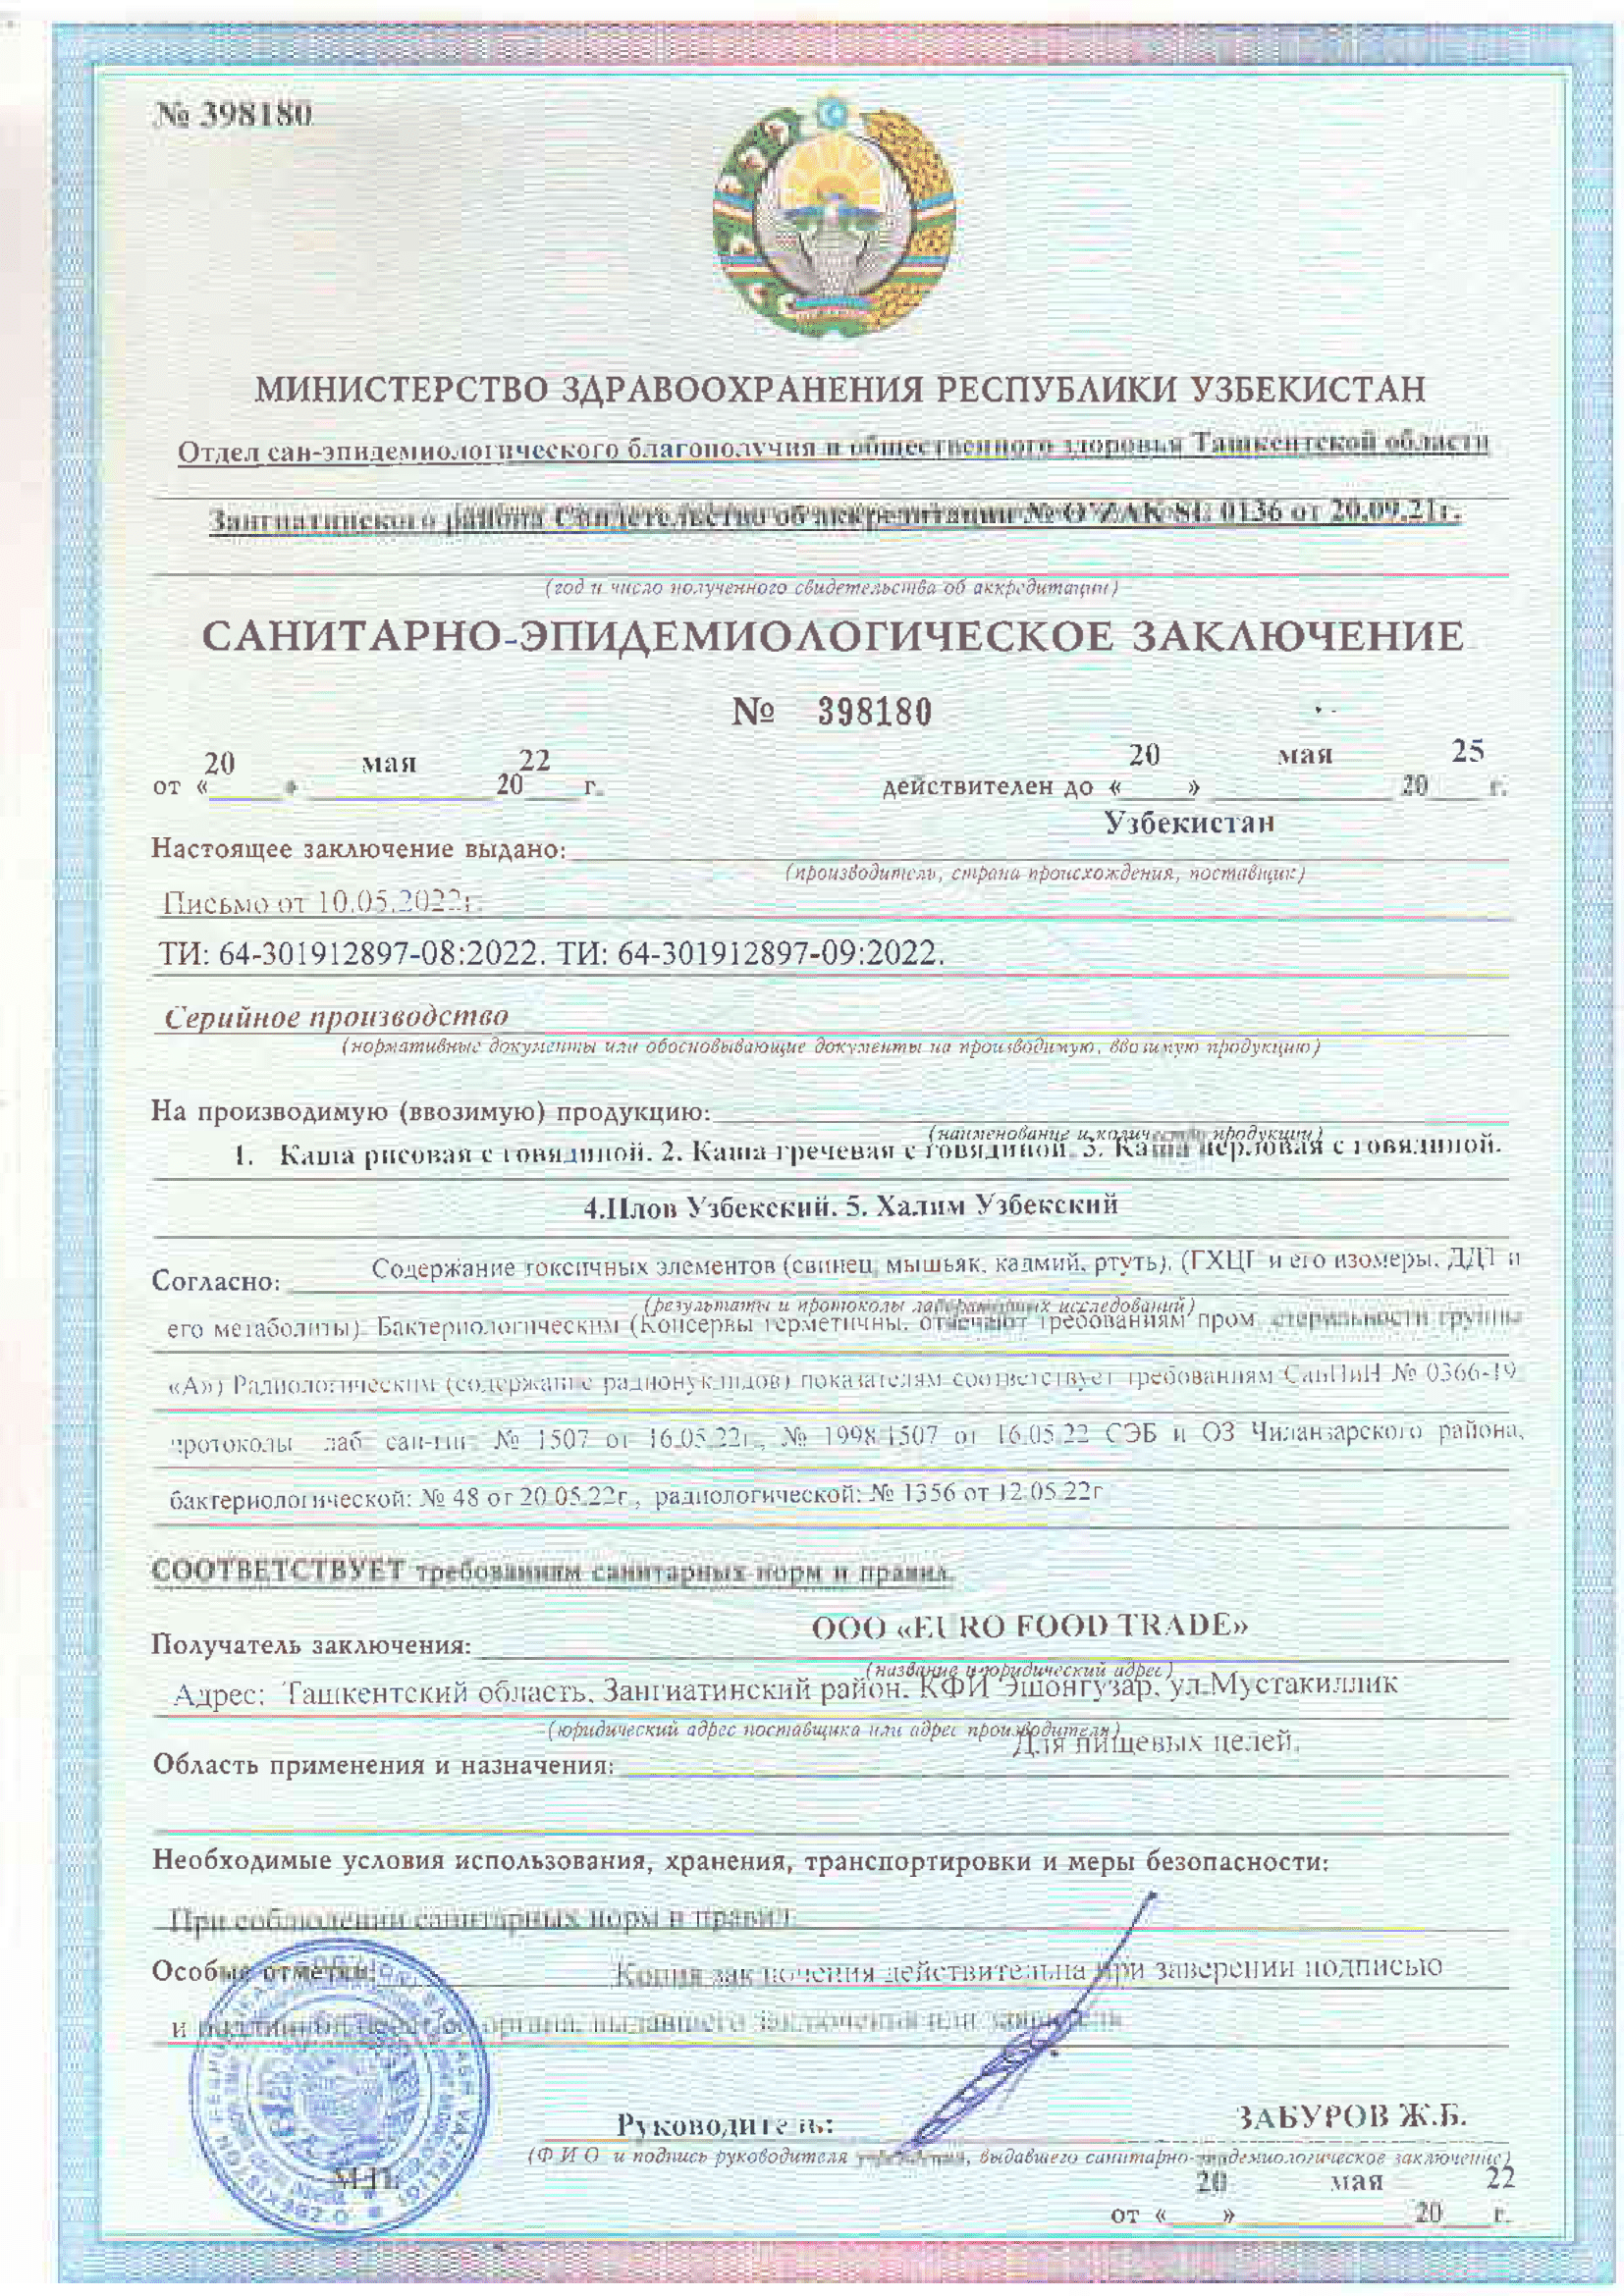 № 398180
МИНИСТЕРСТВО ЗДРАВООХРАНЕНИЯ РЕСПУБЛИКИ УЗБЕКИСТАН
Отдел сан-эпидемиологического благополучия и общественного здоровья Ташкентской области
Зангиатинского района Свидетельство об аккредитации № O'ZAK SL 0136 от 20.09.21г.
(год и число полученного свидетельства об аккредитации)
САНИТАРНО-ЭПИДЕМИОЛОГИЧЕСКОЕ ЗАКЛЮЧЕНИЕ
№ 398180
от «20» мая 2022 г. действителен до «20» мая 2025 г.
Узбекистан
Настоящее заключение выдано:
(производитель, страна происхождения, поставщик)
Письмо от 10.05.2022г.
ТИ: 64-301912897-08:2022. ТИ: 64-301912897-09:2022.
Серийное производство
(нормативные документы или обосновывающие документы на производимую, ввозимую продукцию)
На производимую (ввозимую) продукцию:
(наименование и количество продукции)
1. Каша рисовая с говядиной. 2. Каша гречевая с говядиной. 3. Каша перловая с говядиной.
4.Плов Узбекский. 5. Халим Узбекский
Согласно: Содержание токсичных элементов (свинец, мышьяк, кадмий, ртуть), (ГХЦГ и его изомеры, ДДТ и
(результаты и протоколы лабораторных исследований)
его метаболиты). Бактериологическим (Консервы герметичны, отвечают требованиям пром. стерильности группы
«А») Радиологическим (содержание радионуклидов) показателям соответствует требованиям СанПиН № 0366-19
протоколы лаб сан-гиг № 1507 от 16.05.22г., № 1998/1507 от 16.05.22 СЭБ и ОЗ Чиланзарского района,
бактериологической: № 48 от 20.05.22г., радиологической: № 1356 от 12.05.22г
СООТВЕТСТВУЕТ требованиям санитарных норм и правил.
ООО «EURO FOOD TRADE»
Получатель заключения:
(название и юридический адрес)
Адрес: Ташкентский область, Зангиатинский район, КФЙ Эшонгузар, ул.Мустакиллик
(юридический адрес поставщика или адрес производителя)
Для пищевых целей.
Область применения и назначения:
Необходимые условия использования, хранения, транспортировки и меры безопасности:
При соблюдении санитарных норм и правил.
Особые отметки: Копия заключения действительна при заверении подписью
и органа, выдавшего заключения или
Руководитель: ЗАБУРОВ Ж.Б.
(Ф И О и подпись руководителя учреждения, выдавшего санитарно-эпидемиологическое заключение)
М.П.
от «20» мая 2022 г.